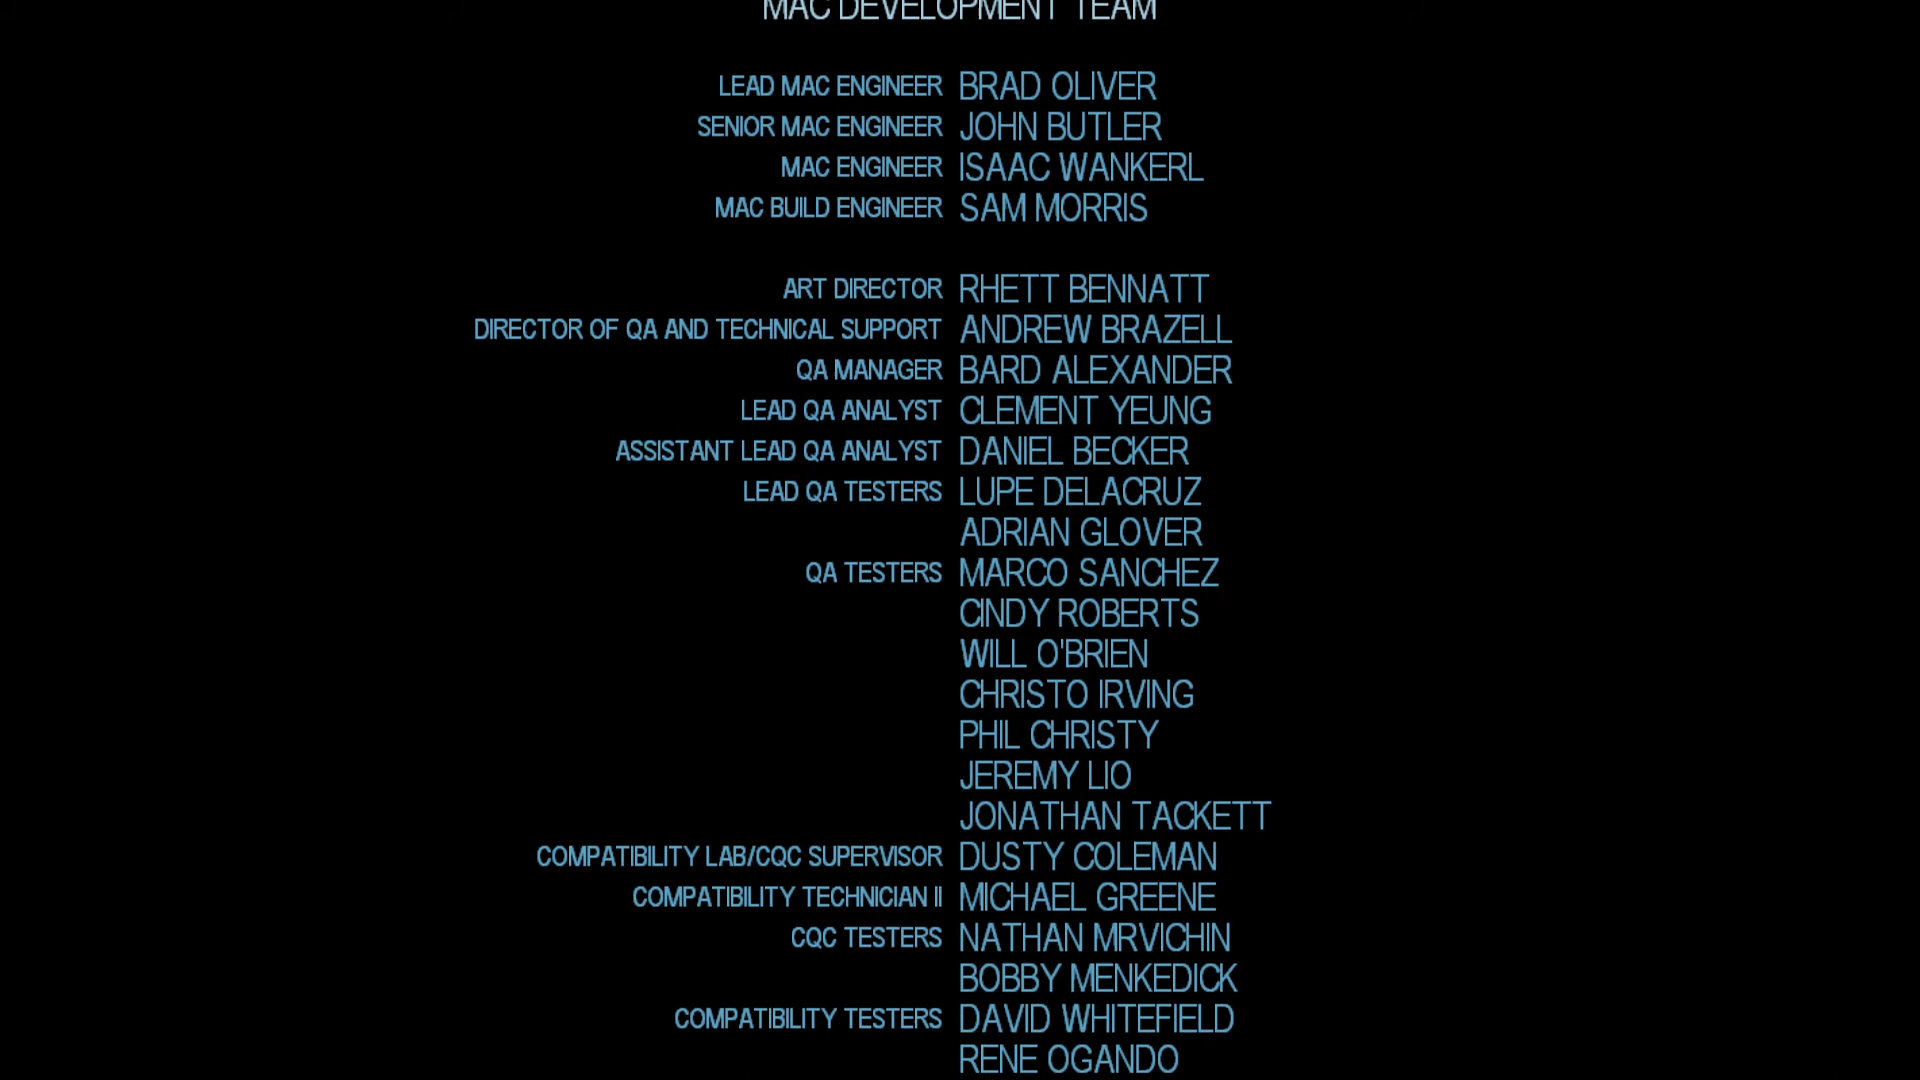 MAC DEVELOPMENT TEAM
LEAD MAC ENGINEER BRAD OLIVER
SENIOR MAC ENGINEER JOHN BUTLER
MAC ENGINEER ISAAC WANKERL
MAC BUILD ENGINEER SAM MORRIS
ART DIRECTOR RHETT BENNATT
DIRECTOR OF QA AND TECHNICAL SUPPORT ANDREW BRAZELL
QA MANAGER BARD ALEXANDER
LEAD QA ANALYST CLEMENT YEUNG
ASSISTANT LEAD QA ANALYST DANIEL BECKER
LEAD QA TESTERS LUPE DELACRUZ
ADRIAN GLOVER
QA TESTERS MARCO SANCHEZ
CINDY ROBERTS
WILL O'BRIEN
CHRISTO IRVING
PHIL CHRISTY
JEREMY LIO
JONATHAN TACKETT
COMPATIBILITY LAB/CQC SUPERVISOR DUSTY COLEMAN
COMPATIBILITY TECHNICIAN II MICHAEL GREENE
CQC TESTERS NATHAN MRVICHIN
BOBBY MENKEDICK
COMPATIBILITY TESTERS DAVID WHITEFIELD
RENE OGANDO